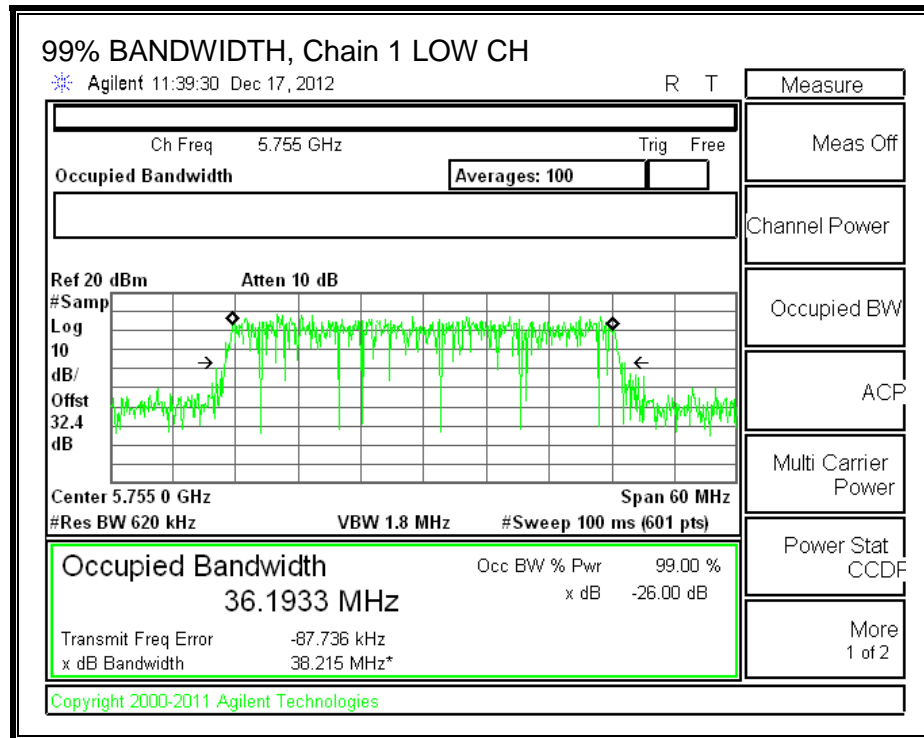 99% BANDWIDTH, Chain 1 LOW CH
Agilent 11:39:30 Dec 17, 2012 R T
Measure
Ch Freq 5.755 GHz Trig Free
Meas Off
Occupied Bandwidth Averages: 100
Channel Power
Ref 20 dBm Atten 10 dB
#Samp
Log
10
dB/
Offst
32.4
dB
Occupied BW
ACP
Center 5.755 0 GHz Span 60 MHz
#Res BW 620 kHz VBW 1.8 MHz #Sweep 100 ms (601 pts)
Multi Carrier
Power
Occupied Bandwidth Occ BW % Pwr 99.00 %
36.1933 MHz x dB -26.00 dB
Power Stat
CCDF
Transmit Freq Error -87.736 kHz
x dB Bandwidth 38.215 MHz*
More
1 of 2
Copyright 2000-2011 Agilent Technologies